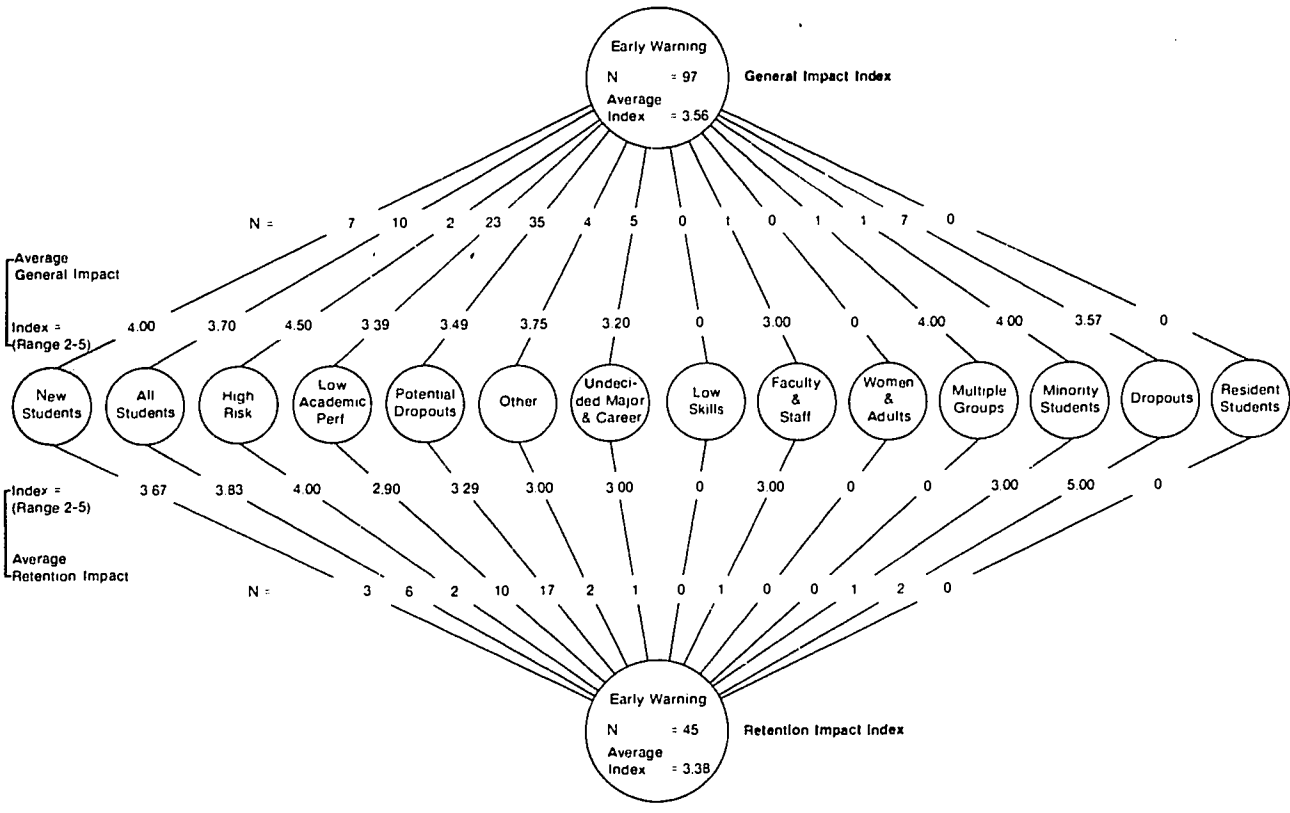 Early Warning
N = 97
General Impact Index
Average
Index = 3.56
N = 7 10 2 23 35 4 5 0 1 0 1 1 7 0
Average
General Impact
Index = 4.00 3.70 4.50 3 39 3.49 3.75 3.20 0 3.00 0 4.00 4.00 3.57 0
(Range 2-5)
New
Students
All
Students
High
Risk
Low
Academic
Perf
Potential
Dropouts
Other
Undeci-
ded Major
& Career
Low
Skills
Faculty
&
Staff
Women
&
Adults
Multiple
Groups
Minority
Students
Dropouts
Resident
Students
Index = 3 67 3.83 4.00 2.90 3 29 3.00 3.00 0 3.00 0 0 3.00 5.00 0
(Range 2-5)
Average
Retention Impact
N = 3 6 2 10 17 2 1 0 1 0 0 1 2 0
Early Warning
N = 45
Retention Impact Index
Average
Index = 3.38